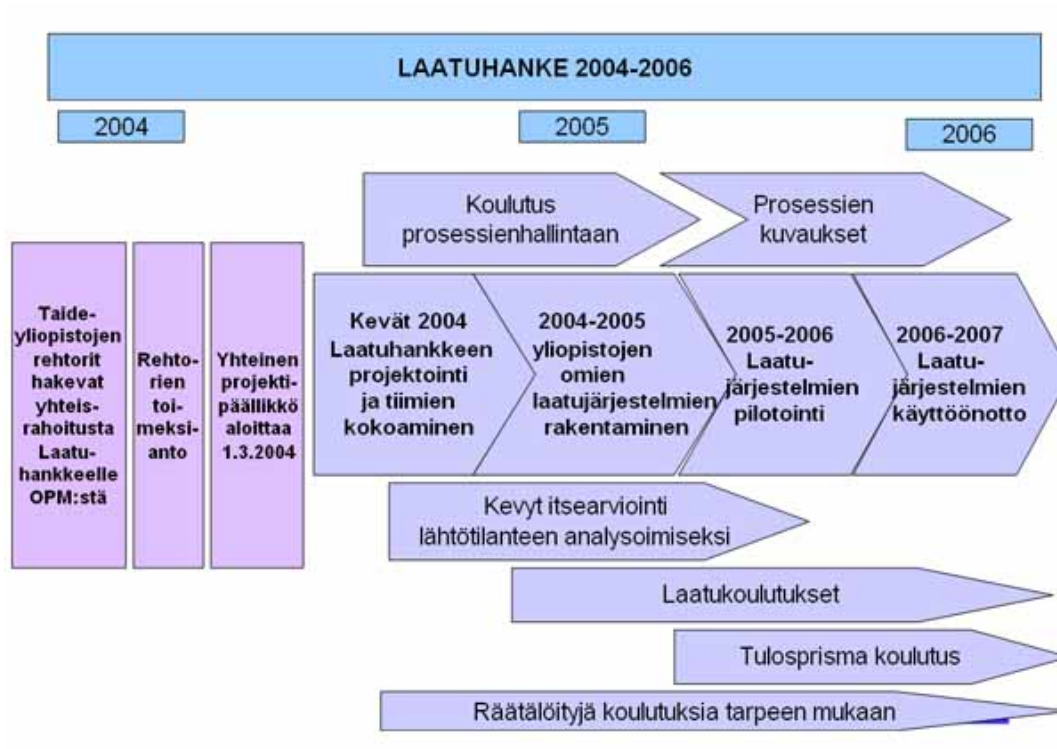 LAATUHANKE 2004-2006
2004
2005
2006
Koulutus
prosessienhallintaan
Prosessien
kuvaukset
Taide-
yliopistojen
rehtorit
hakevat
yhteis-
rahoitusta
Laatu-
hankkeelle
OPM:stä
Rehto-
rien
toi-
meksi-
anto
Yhteinen
projekti-
päällikkö
aloittaa
1.3.2004
Kevät 2004
Laatuhankkeen
projektointi
ja tiimien
kokoaminen
2004-2005
yliopistojen
omien
laatujärjestelmien
rakentaminen
2005-2006
Laatu-
järjestelmien
pilotointi
2006-2007
Laatu-
järjestelmien
käyttöönotto
Kevyt itsearviointi
lähtötilanteen analysoimiseksi
Laatukoulutukset
Tulosprisma koulutus
Räätälöityjä koulutuksia tarpeen mukaan